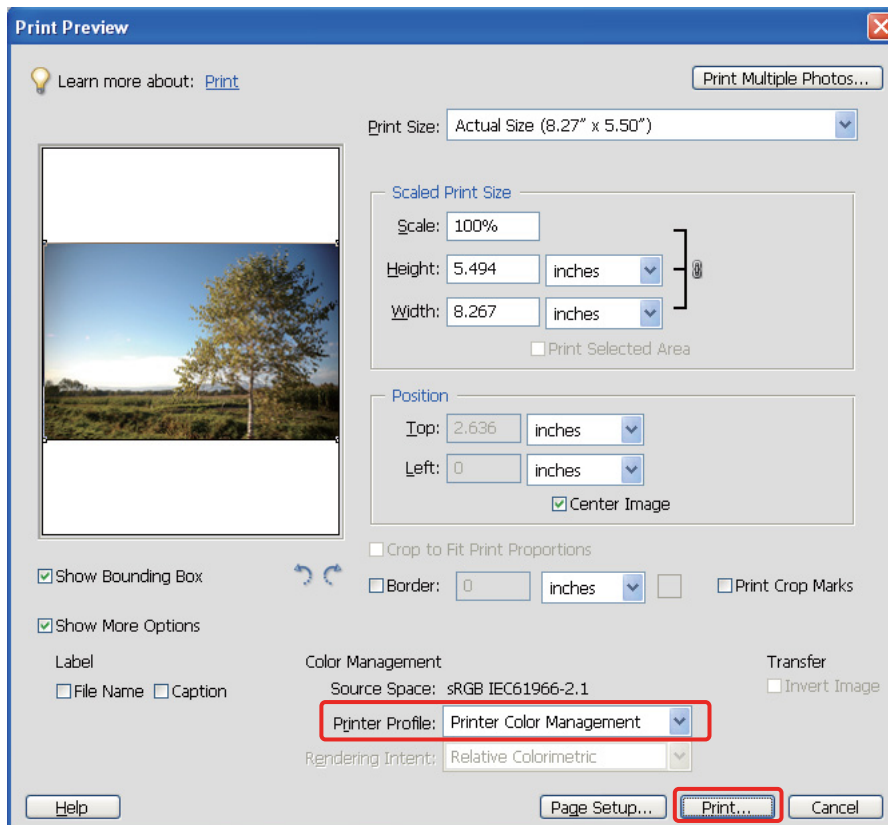 Print Preview
Learn more about: Print
Print Multiple Photos...
Print Size: Actual Size (8.27" x 5.50")
Scaled Print Size
Scale: 100%
Height: 5.494 inches
Width: 8.267 inches
Print Selected Area
Position
Top: 2.636 inches
Left: 0 inches
Center Image
Crop to Fit Print Proportions
Show Bounding Box
Border: 0 inches
Print Crop Marks
Show More Options
Label
File Name Caption
Color Management
Source Space: sRGB IEC61966-2.1
Printer Profile: Printer Color Management
Rendering Intent: Relative Colorimetric
Transfer
Invert Image
Help
Page Setup...
Print...
Cancel